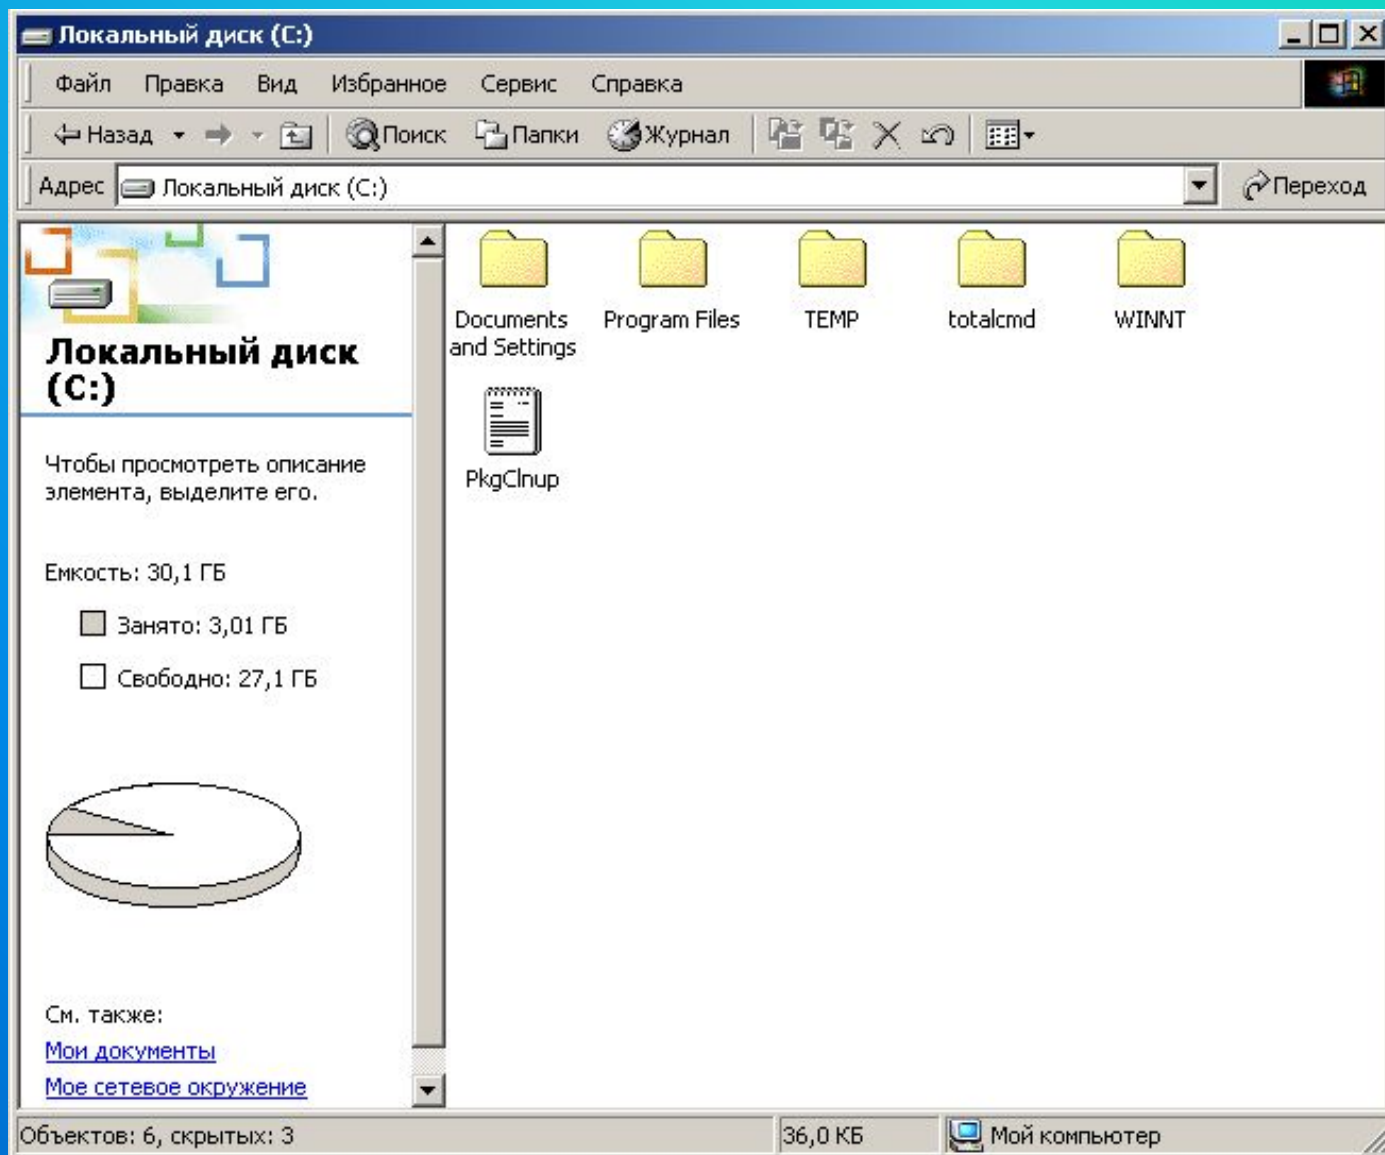 Локальный диск (C:)
Файл Правка Вид Избранное Сервис Справка
Назад Поиск Папки Журнал
Адрес Локальный диск (C:) Переход
Локальный диск
(C:)
Чтобы просмотреть описание
элемента, выделите его.
Емкость: 30,1 ГБ
Занято: 3,01 ГБ
Свободно: 27,1 ГБ
См. также:
Мои документы
Мое сетевое окружение
Documents
and Settings
Program Files
TEMP
totalcmd
WINNT
PkgClnup
Объектов: 6, скрытых: 3 36,0 КБ Мой компьютер